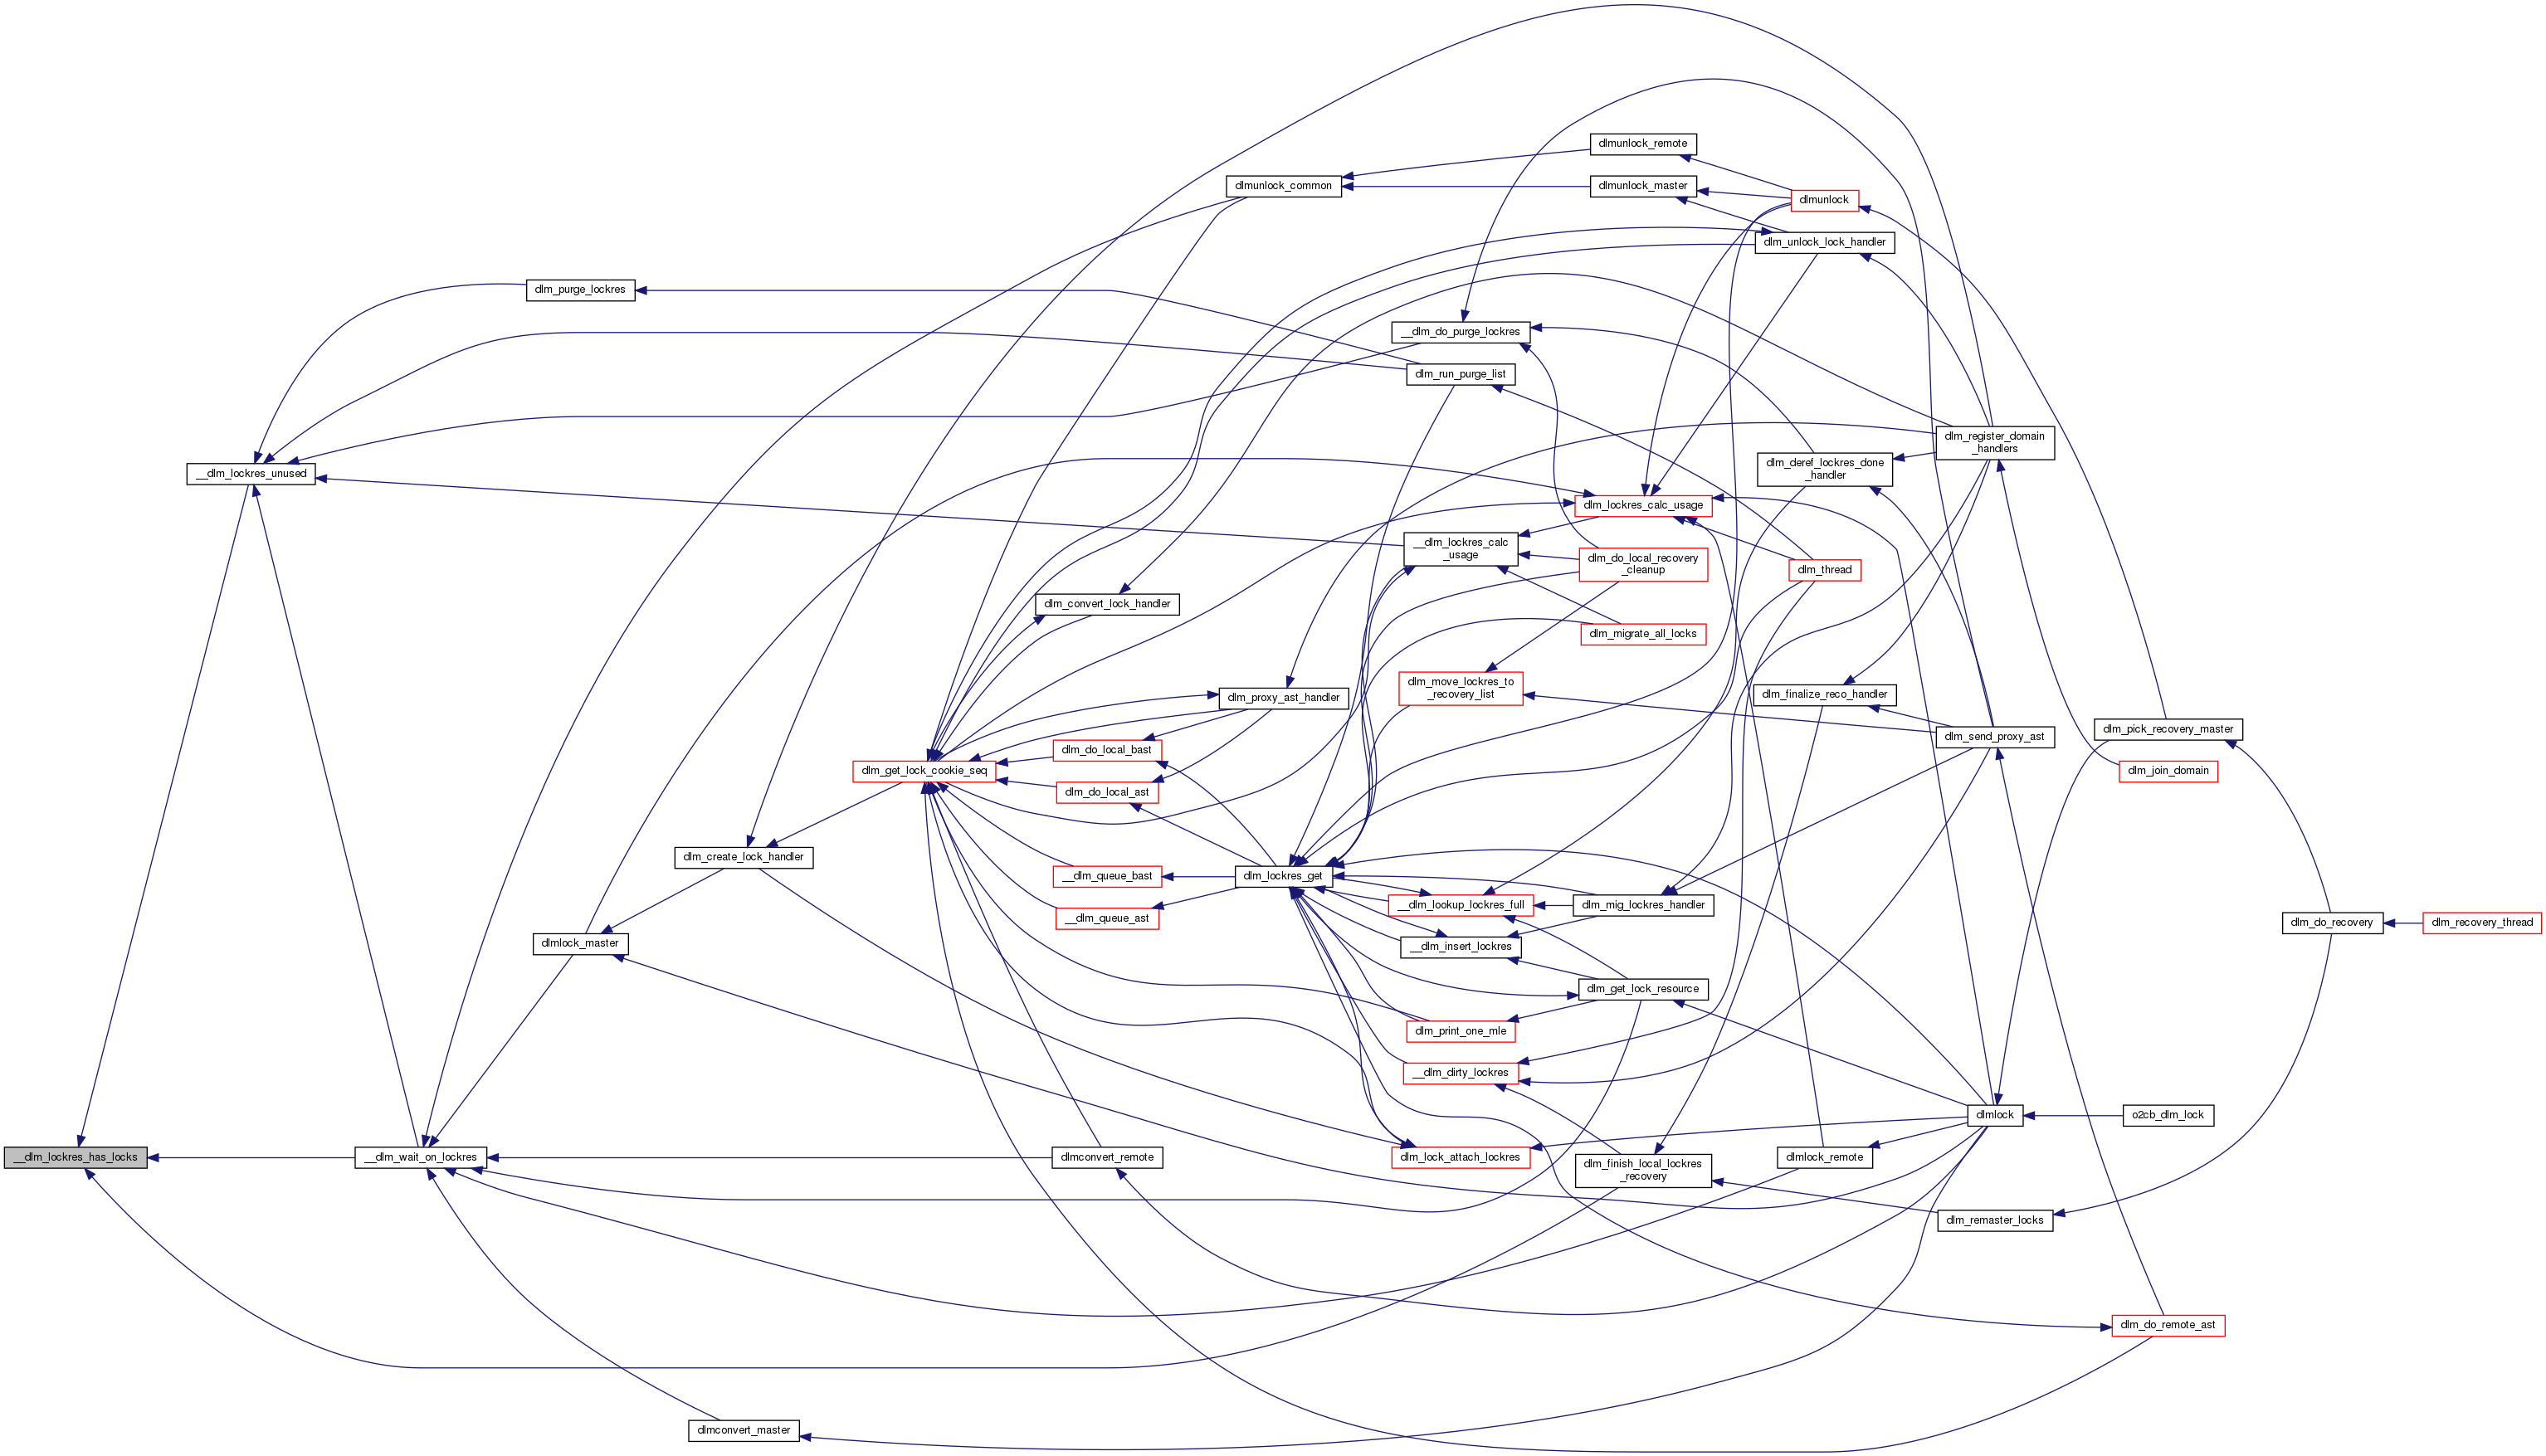 dlmunlock_remote
dlmunlock_common
dlmunlock_master
dlmunlock
dlm_unlock_lock_handler
dlm_purge_lockres
__dlm_do_purge_lockres
dlm_run_purge_list
dlm_register_domain
_handlers
__dlm_lockres_unused
dlm_deref_lockres_done
_handler
dlm_lockres_calc_usage
__dlm_lockres_calc
_usage
dlm_do_local_recovery
_cleanup
dlm_thread
dlm_convert_lock_handler
dlm_migrate_all_locks
dlm_move_lockres_to
_recovery_list
dlm_proxy_ast_handler
dlm_finalize_reco_handler
dlm_pick_recovery_master
dlm_send_proxy_ast
dlm_do_local_bast
dlm_get_lock_cookie_seq
dlm_join_domain
dlm_do_local_ast
dlm_create_lock_handler
__dlm_queue_bast
dlm_lockres_get
__dlm_lookup_lockres_full
dlm_mig_lockres_handler
__dlm_queue_ast
dlm_do_recovery
dlm_recovery_thread
dlmlock_master
__dlm_insert_lockres
dlm_get_lock_resource
dlm_print_one_mle
__dlm_dirty_lockres
dlmlock
o2cb_dlm_lock
__dlm_lockres_has_locks
__dlm_wait_on_lockres
dlmconvert_remote
dlm_lock_attach_lockres
dlm_finish_local_lockres
_recovery
dlmlock_remote
dlm_remaster_locks
dlm_do_remote_ast
dlmconvert_master